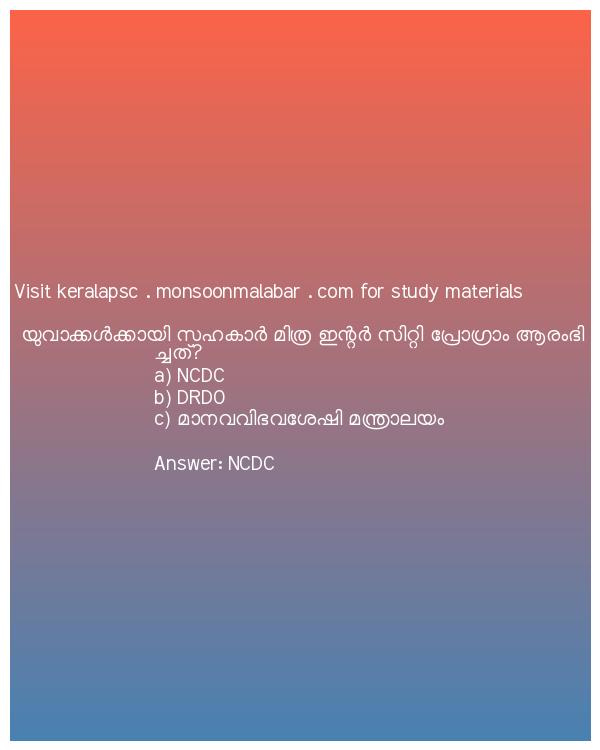 Visit keralapsc . monsoonmalabar . com for study materials
യുവാക്കൾക്കായി സഹകാർ മിത്ര ഇന്റർ സിറ്റി പ്രോഗ്രാം ആരംഭി
ച്ചത്?
a) NCDC
b) DRDO
c) മാനവവിഭവശേഷി മന്ത്രാലയം
Answer: NCDC